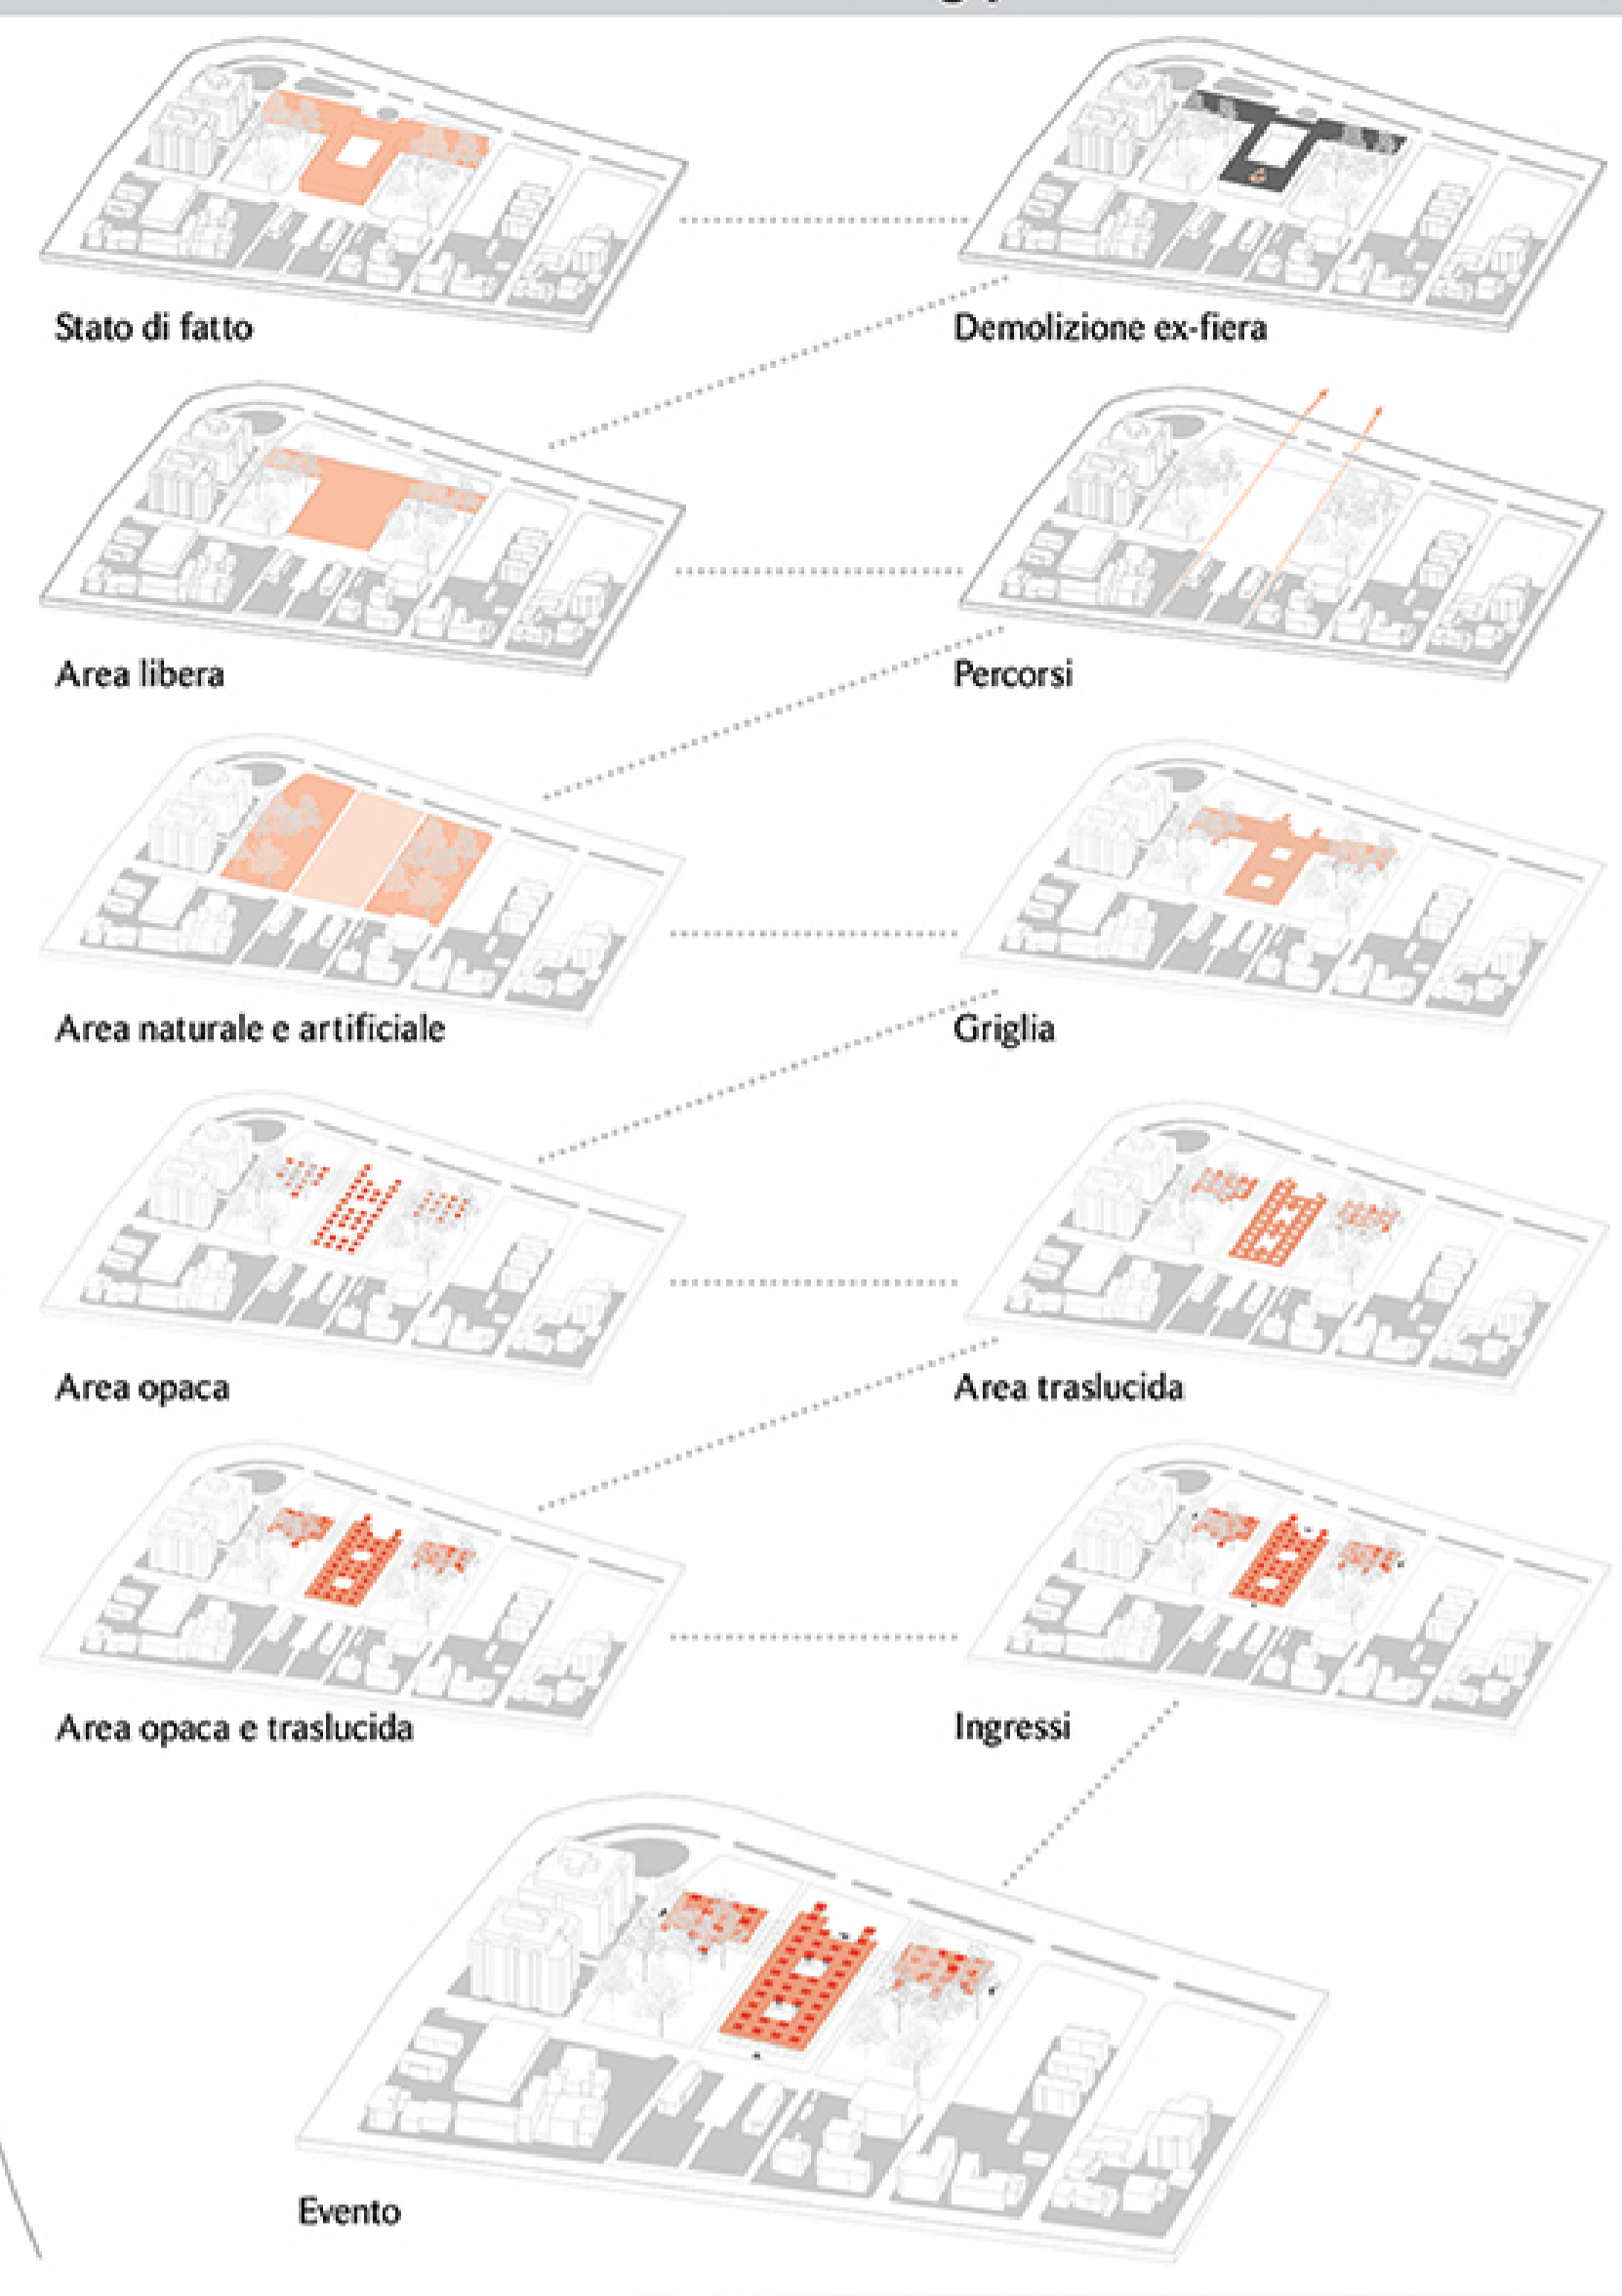 Stato di fatto
Demolizione ex-fiera
Area libera
Percorsi
Area naturale e artificiale
Griglia
Area opaca
Area traslucida
Area opaca e traslucida
Ingressi
Evento